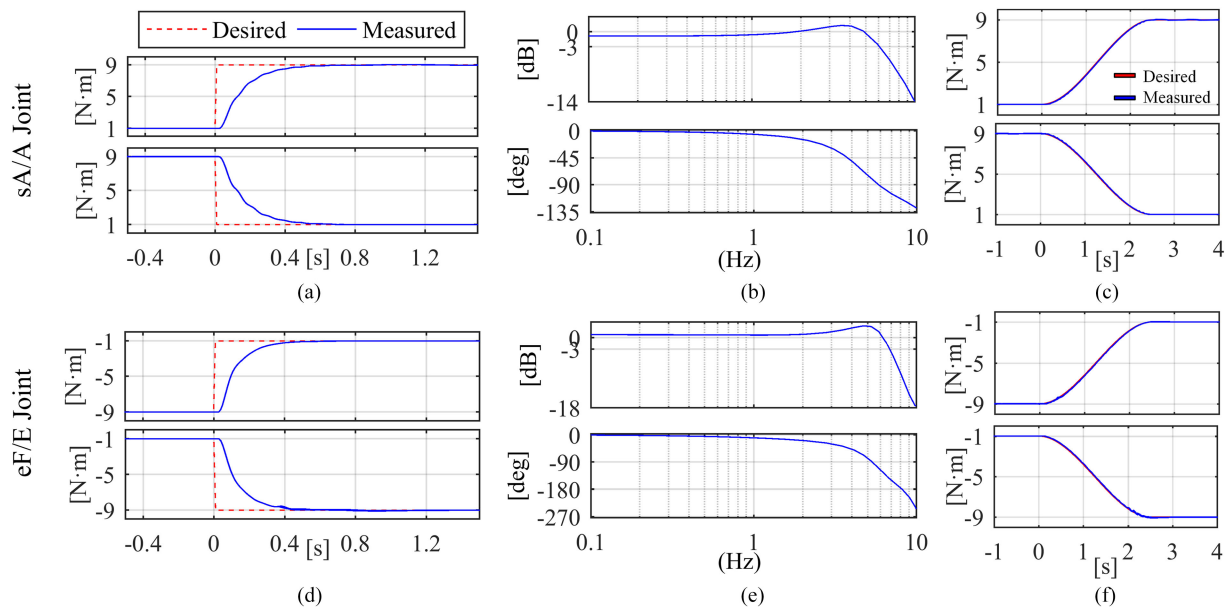 Desired Measured
sA/A Joint
[N·m]
9
5
1
[N·m]
9
5
1
-0.4 0 0.4 [s] 0.8 1.2
(a)
[dB]
0
-3
-14
[deg]
0
-45
-90
-135
0.1 1 10
(Hz)
(b)
[N·m]
9
5
1
Desired
Measured
[N·m]
9
5
1
-1 0 1 2 3 4
[s]
(c)
eF/E Joint
[N·m]
-1
-5
-9
[N·m]
-1
-5
-9
-0.4 0 0.4 0.8 1.2
[s]
(d)
[dB]
0
-3
-18
[deg]
0
-90
-180
-270
0.1 1 10
(Hz)
(e)
[N·m]
-1
-5
-9
[N·m]
-1
-5
-9
-1 0 1 2 3 4
[s]
(f)